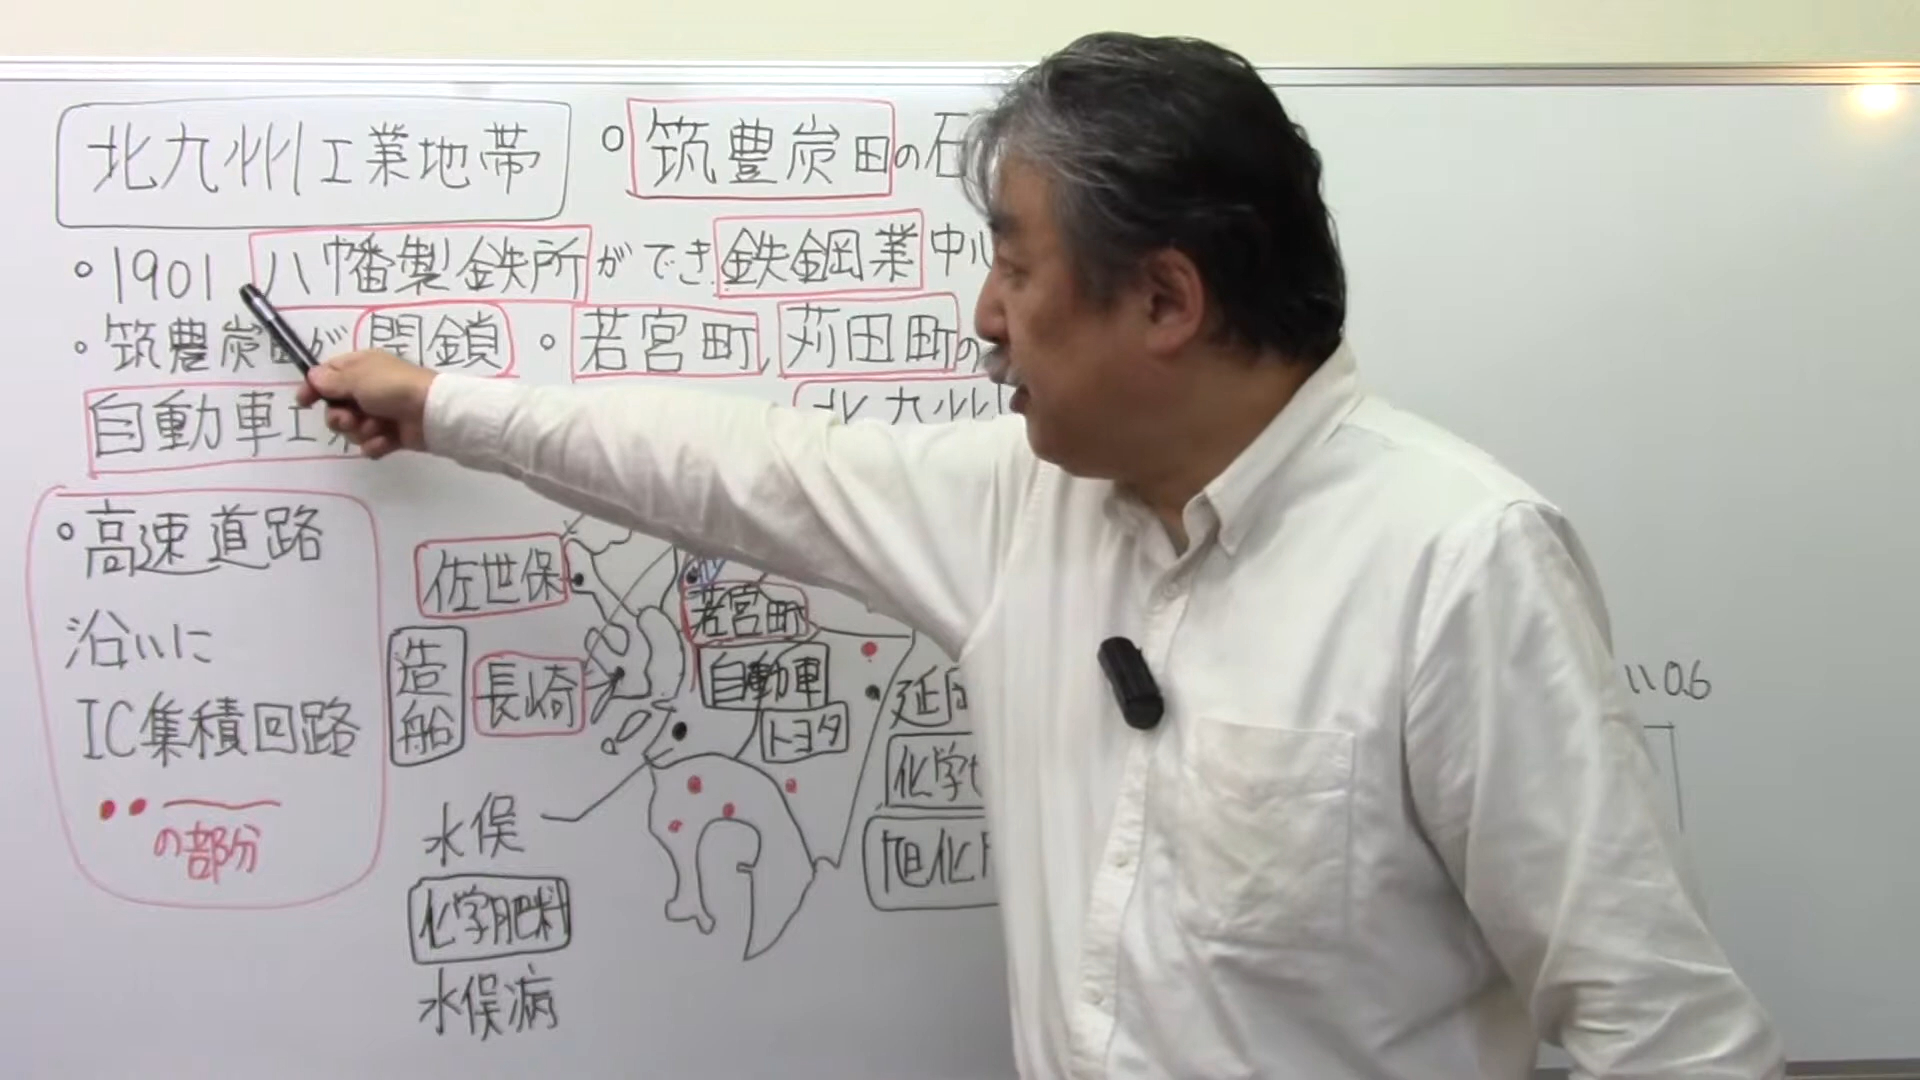 北九州工業地帯
○筑豊炭田の石
○1901 八幡製鉄所ができ鉄鋼業中心
・筑農炭田が閉鎖 ・若宮町、苅田町の
自動車工業
北九州
○高速道路
沿いに
IC集積回路
の部分
佐世保
造船
長崎
若宮町
自動車
トヨタ
延岡
化学
旭化
水俣
化学肥料
水俣病
0.6